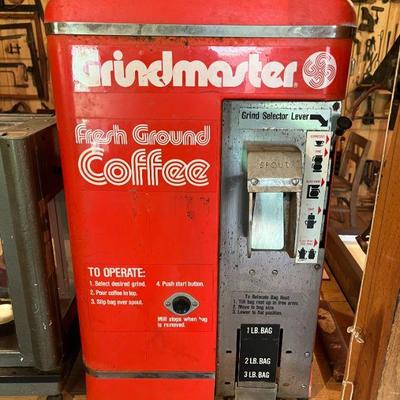 Grindmaster®
Grind Selector Lever
Fresh Ground
Coffee
SPOUT
TO OPERATE:
1. Select desired grind.
2. Pour coffee in top.
3. Slip bag over spout.
4. Push start button.
Mill stops when bag
is removed.
To Relocate Bag Rest
1. Tilt bag rest up to free arms.
2. Move to bag size
3. Lower to flat position.
1 LB. BAG
2 LB. BAG
3 LB. BAG